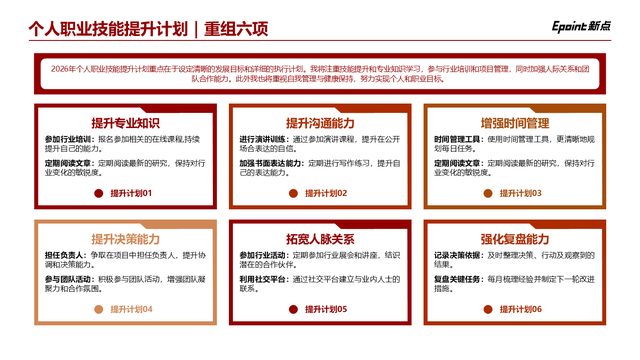 个人职业技能提升计划｜重组六项
Epoint新点
2026年个人职业技能提升计划重点在于设定清晰的发展目标和详细的执行计划。我将注重技能提升和专业知识学习，参与行业培训和项目管理，同时加强人际关系和团
队合作能力。此外我也将重视自我管理与健康保持，努力实现个人和职业目标。
提升专业知识
参加行业培训：报名参加相关的在线课程,持续
提升自己的能力。
定期阅读文章：定期阅读最新的研究，保持对行
业变化的敏锐度。
提升计划01
提升沟通能力
进行演讲训练：通过参加演讲课程，提升在公开
场合表达的自信。
加强书面表达能力：定期进行写作练习，提升自
己的表达能力。
提升计划02
增强时间管理
时间管理工具：使用时间管理工具，更清晰地规
划每日任务。
定期阅读文章：定期阅读最新的研究，保持对行
业变化的敏锐度。
提升计划03
提升决策能力
担任负责人：争取在项目中担任负责人，提升协
调和决策能力。
参与团队活动：积极参与团队活动，增强团队凝
聚力和合作氛围。
提升计划04
拓宽人脉关系
参加行业活动：定期参加行业展会和讲座，结识
潜在的合作伙伴。
利用社交平台：通过社交平台建立与业内人士的
联系。
提升计划05
强化复盘能力
记录决策依据：及时整理决策、行动及观察到的
结果。
复盘关键任务：每月梳理经验并制定下一轮改进
措施。
提升计划06